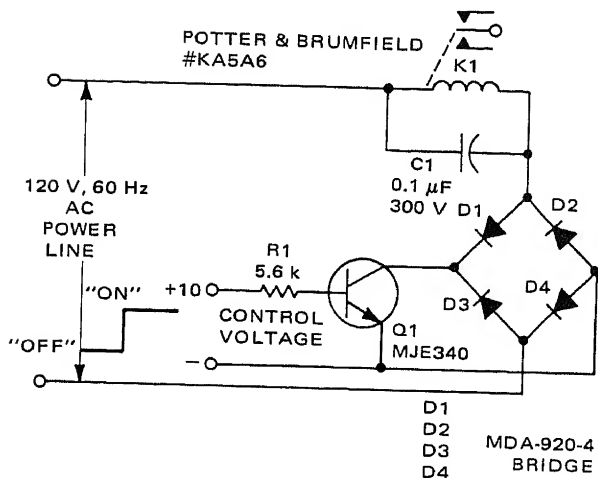 POTTER & BRUMFIELD
#KA5A6
K1
C1
0.1 μF
300 V
D1
D2
120 V, 60 Hz
AC
POWER
LINE
R1
5.6 k
"ON"
+10
CONTROL
VOLTAGE
D3
D4
"OFF"
–
Q1
MJE340
D1
D2
D3
D4
MDA-920-4
BRIDGE